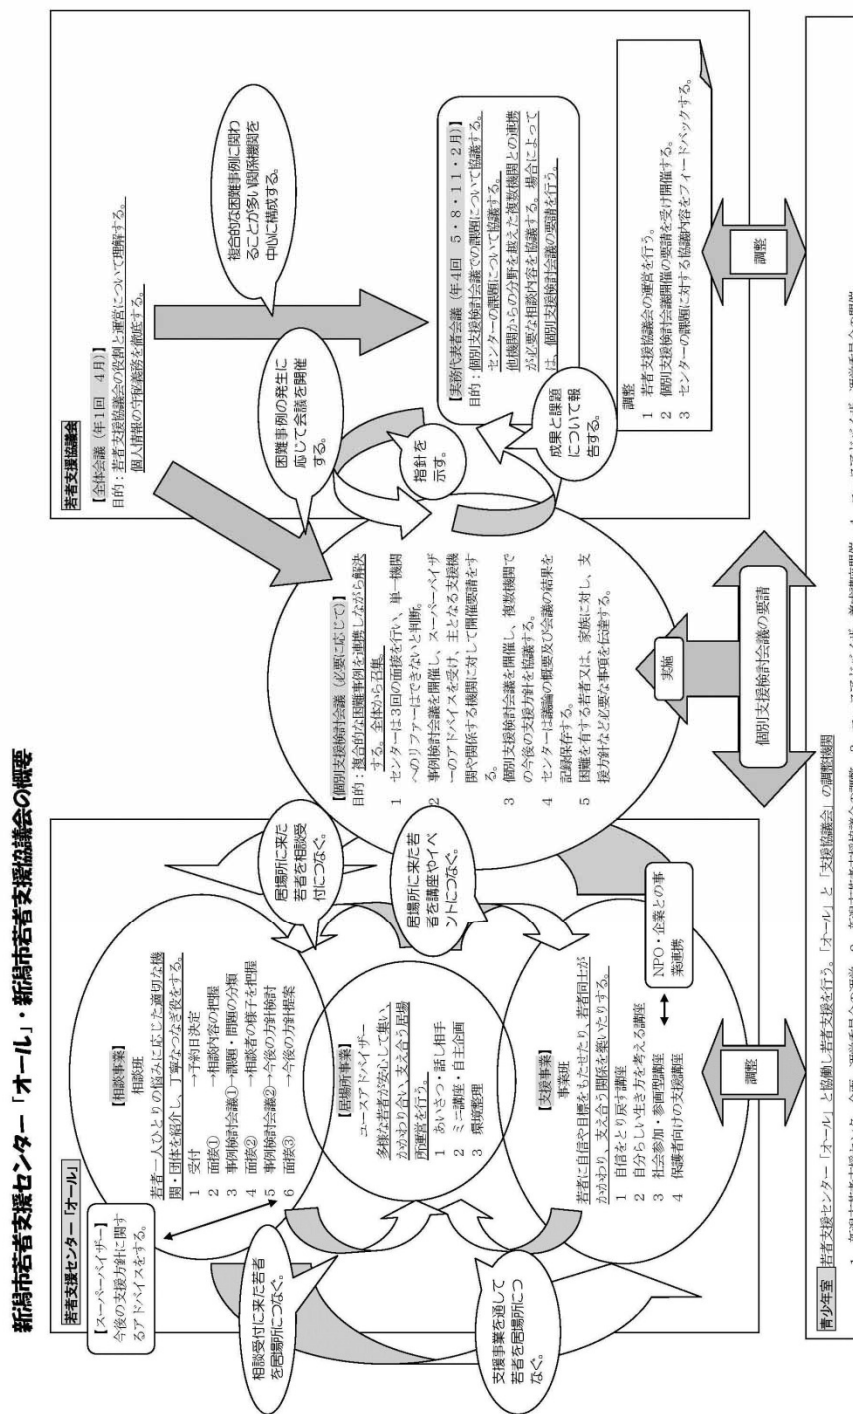 新潟市若者支援センター「オール」・新潟市若者支援協議会の概要
若者支援センター「オール」
【スーパーバイザー】
今後の支援方針に関す
るアドバイスをする。
【相談事業】
相談班
若者一人ひとりの悩みに応じた適切な機
関・団体を紹介し、丁寧なつなぎ役をする。
1 受付 →予約日決定
2 面接① →相談内容の把握
3 事例検討会議①→課題・問題の分類
4 面接② →相談者の様子を把握
5 事例検討会議②→今後の方針検討
6 面接③ →今後の方針提案
居場所に来た
若者を相談受
付につなぐ。
相談受付に来た若者
を居場所につなぐ。
【居場所事業】
ユースアドバイザー
多様な若者が安心して集い、
かかわり合い、支え合う居場
所運営を行う。
1 あいさつ・話し相手
2 ミニ講座・自主企画
3 環境整理
居場所に来た若
者を講座やイベ
ントにつなぐ。
支援事業を通して
若者を居場所につ
なぐ。
【支援事業】
事業班
若者に自信や目標をもたせたり、若者同士が
かかわり、支え合う関係を築いたりする。
1 自信をとり戻す講座
2 自分らしい生き方を考える講座
3 社会参加・参画型講座
4 保護者向けの支援講座
NPO・企業との事
業連携
【個別支援検討会議（必要に応じて）】
目的：複合的な困難事例を連携しながら解決
する。全体から召集。
1 センターは3回の面接を行い、単一機関
へのリファーはできないと判断。
2 事例検討会議を開催し、スーパーバイザ
ーのアドバイスを受け、主となる支援機
関や関係する機関に対して開催要請をす
る。
3 個別支援検討会議を開催し、複数機関で
の今後の支援方針を協議する。
4 センターは議論の概要及び会議の結果を
記録保存する。
5 困難を有する若者又は、家族に対し、支
援方針など必要な事項を伝達する。
若者支援協議会
【全体会議（年1回 4月）】
目的：若者支援協議会の役割と運営について理解する。
個人情報の守秘義務を徹底する。
困難事例の発生に
応じて会議を開催
する。
複合的な困難事例に関わ
ることが多い関係機関を
中心に構成する。
指針を
示す。
成果と課題
について報
告する。
【実務代表者会議（年4回 5・8・11・2月）】
目的：個別支援検討会議での課題について協議する。
センターの課題について協議する。
他機関からの分野を越えた複数機関との連携
が必要な相談内容を協議する。場合によって
は、個別支援検討会議の要請を行う。
調整
1 若者支援協議会の運営を行う。
2 個別支援検討会議開催の要請を受け開催する。
3 センターの課題に対する協議内容をフィードバックする。
調整
実施
個別支援検討会議の要請
調整
青少年室
若者支援センター「オール」と協働し若者支援を行う。「オール」と「支援協議会」の調整機関